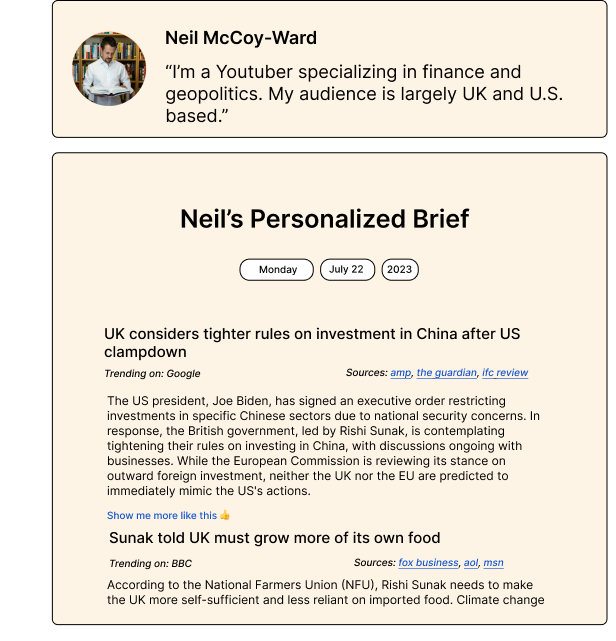 Neil McCoy-Ward
“I’m a Youtuber specializing in finance and
geopolitics. My audience is largely UK and U.S.
based.”
Neil’s Personalized Brief
Monday July 22 2023
UK considers tighter rules on investment in China after US
clampdown
Trending on: Google Sources: amp, the guardian, ifc review
The US president, Joe Biden, has signed an executive order restricting
investments in specific Chinese sectors due to national security concerns. In
response, the British government, led by Rishi Sunak, is contemplating
tightening their rules on investing in China, with discussions ongoing with
businesses. While the European Commission is reviewing its stance on
outward foreign investment, neither the UK nor the EU are predicted to
immediately mimic the US's actions.
Show me more like this 👍
Sunak told UK must grow more of its own food
Trending on: BBC Sources: fox business, aol, msn
According to the National Farmers Union (NFU), Rishi Sunak needs to make
the UK more self-sufficient and less reliant on imported food. Climate change